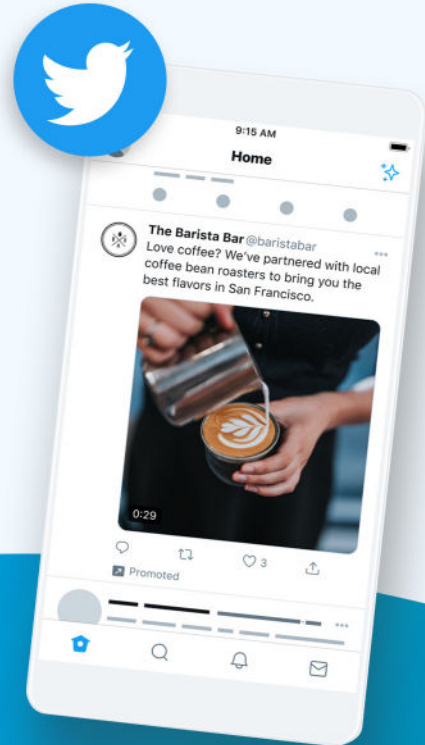 9:15 AM
Home
The Barista Bar @baristabar
Love coffee? We've partnered with local
coffee bean roasters to bring you the
best flavors in San Francisco.
0:29
3
Promoted